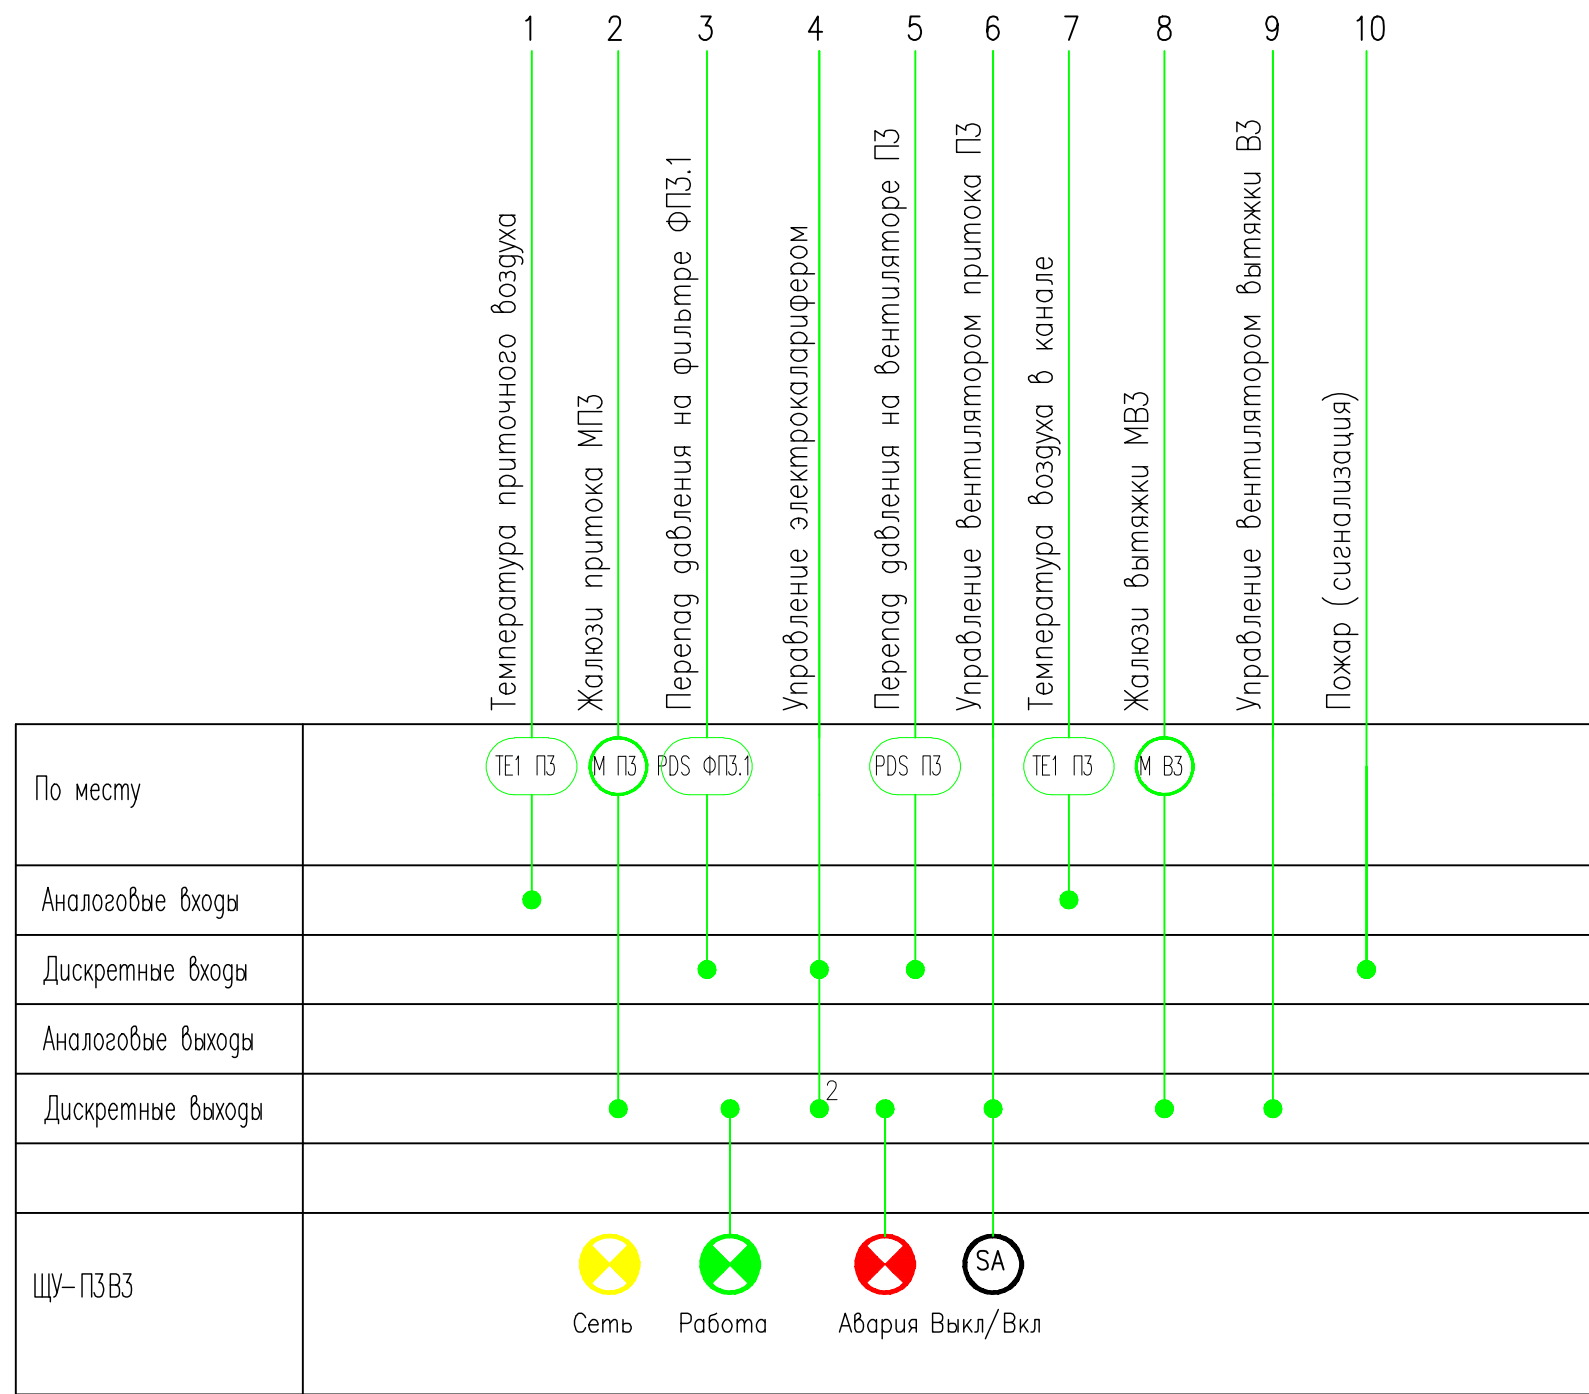 1
2
3
4
5
6
7
8
9
10
Температура приточного воздуха
Жалюзи притока МП3
Перепад давления на фильтре ФП3.1
Управление электрокаларифером
Перепад давления на вентиляторе П3
Управление вентилятором притока П3
Температура воздуха в канале
Жалюзи вытяжки МВ3
Управление вентилятором вытяжки В3
Пожар (сигнализация)
По месту
TE1 П3
М П3
PDS ФП3.1
PDS П3
TE1 П3
М В3
Аналоговые входы
Дискретные входы
Аналоговые выходы
Дискретные выходы
2
ЩУ-П3В3
SA
Сеть
Работа
Авария
Выкл/Вкл